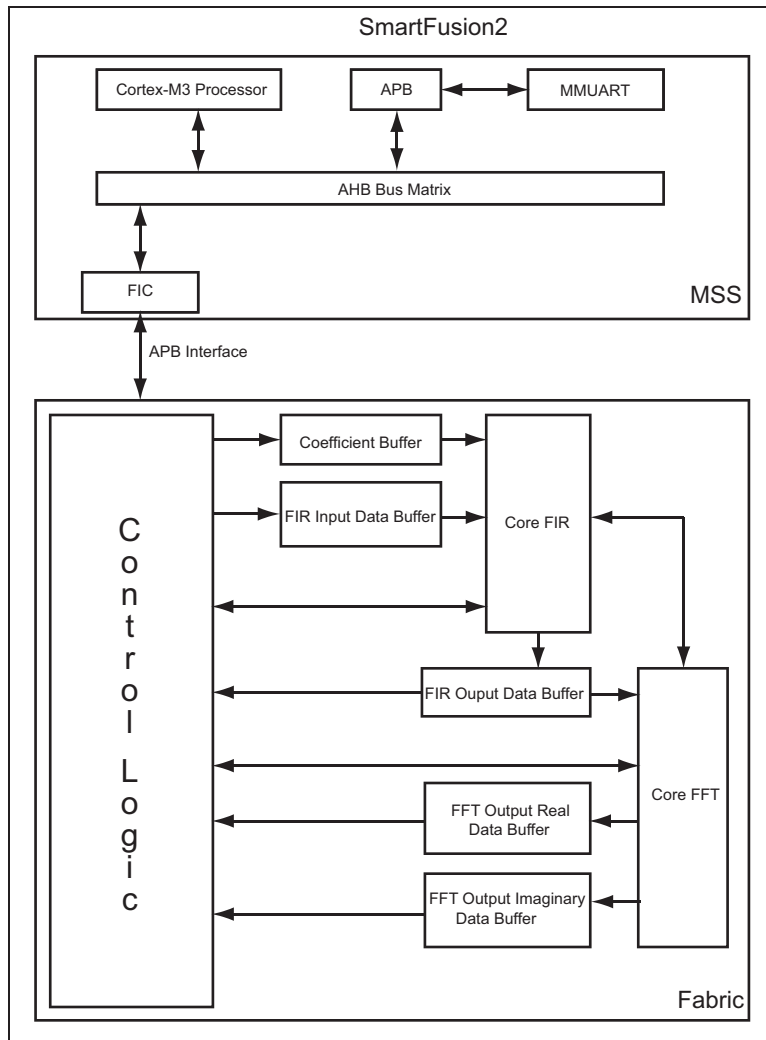 SmartFusion2
Cortex-M3 Processor
APB
MMUART
AHB Bus Matrix
FIC
MSS
APB Interface
Control Logic
Coefficient Buffer
FIR Input Data Buffer
Core FIR
FIR Ouput Data Buffer
Core FFT
FFT Output Real
Data Buffer
FFT Output Imaginary
Data Buffer
Fabric